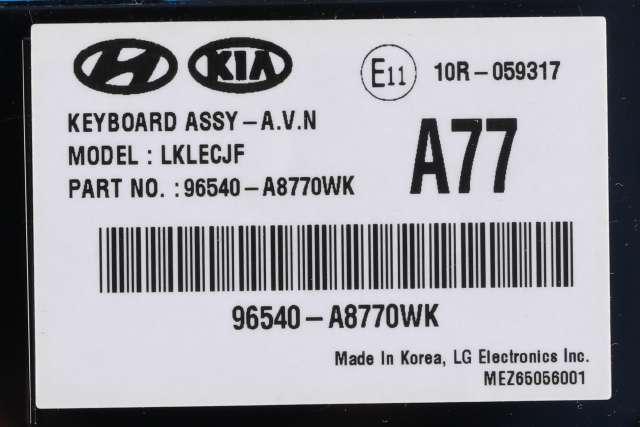 KIA
E11 10R-059317
KEYBOARD ASSY-A.V.N
MODEL : LKLECJF
A77
PART NO. : 96540-A8770WK
96540-A8770WK
Made in Korea, LG Electronics Inc.
MEZ65056001